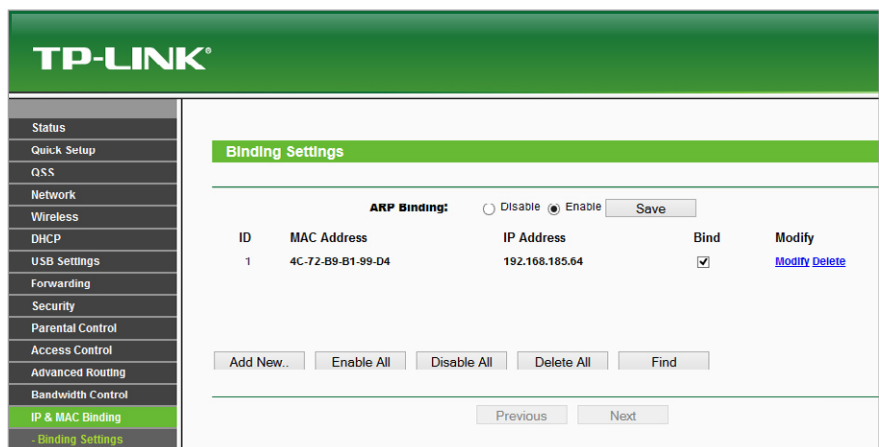 TP-LINK®
Status
Quick Setup
QSS
Network
Wireless
DHCP
USB Settings
Forwarding
Security
Parental Control
Access Control
Advanced Routing
Bandwidth Control
IP & MAC Binding
- Binding Settings
Binding Settings
ARP Binding: Disable Enable Save
ID MAC Address IP Address Bind Modify
1 4C-72-B9-B1-99-D4 192.168.185.64 Modify Delete
Add New.. Enable All Disable All Delete All Find
Previous Next